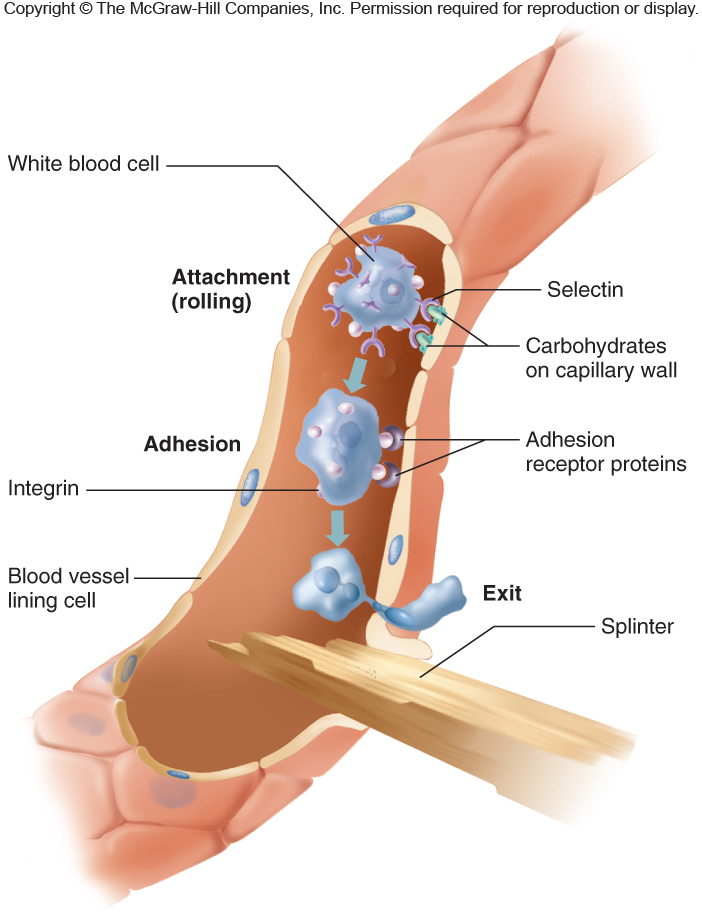 Copyright © The McGraw-Hill Companies, Inc. Permission required for reproduction or display.
White blood cell
Attachment
(rolling)
Selectin
Carbohydrates
on capillary wall
Adhesion
Adhesion
receptor proteins
Integrin
Blood vessel
lining cell
Exit
Splinter